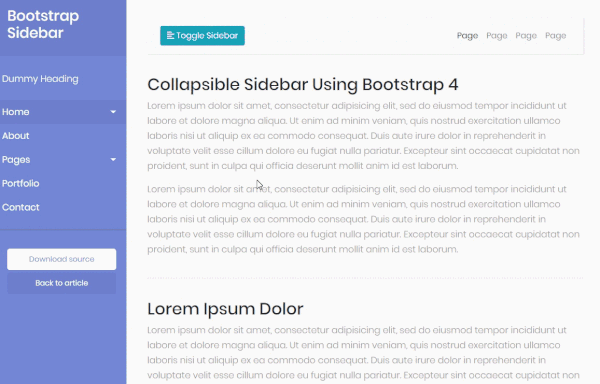 Bootstrap
Sidebar
Dummy Heading
Home
About
Pages
Portfolio
Contact
Download source
Back to article
Toggle Sidebar
Page Page Page Page
Collapsible Sidebar Using Bootstrap 4
Lorem ipsum dolor sit amet, consectetur adipisicing elit, sed do eiusmod tempor incididunt ut
labore et dolore magna aliqua. Ut enim ad minim veniam, quis nostrud exercitation ullamco
laboris nisi ut aliquip ex ea commodo consequat. Duis aute irure dolor in reprehenderit in
voluptate velit esse cillum dolore eu fugiat nulla pariatur. Excepteur sint occaecat cupidatat non
proident, sunt in culpa qui officia deserunt mollit anim id est laborum.
Lorem ipsum dolor sit amet, consectetur adipisicing elit, sed do eiusmod tempor incididunt ut
labore et dolore magna aliqua. Ut enim ad minim veniam, quis nostrud exercitation ullamco
laboris nisi ut aliquip ex ea commodo consequat. Duis aute irure dolor in reprehenderit in
voluptate velit esse cillum dolore eu fugiat nulla pariatur. Excepteur sint occaecat cupidatat non
proident, sunt in culpa qui officia deserunt mollit anim id est laborum.
Lorem Ipsum Dolor
Lorem ipsum dolor sit amet, consectetur adipisicing elit, sed do eiusmod tempor incididunt ut
labore et dolore magna aliqua. Ut enim ad minim veniam, quis nostrud exercitation ullamco
laboris nisi ut aliquip ex ea commodo consequat. Duis aute irure dolor in reprehenderit in
voluptate velit esse cillum dolore eu fugiat nulla pariatur. Excepteur sint occaecat cupidatat non